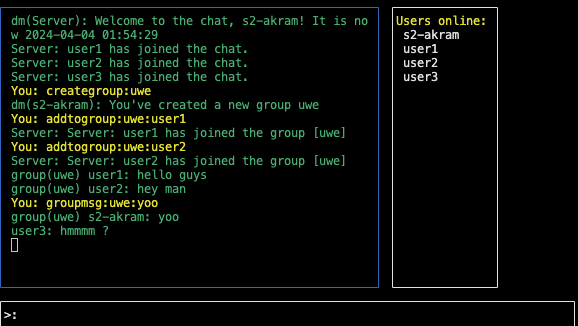 dm(Server): Welcome to the chat, s2-akram! It is no
w 2024-04-04 01:54:29
Server: user1 has joined the chat.
Server: user2 has joined the chat.
Server: user3 has joined the chat.
You: creategroup:uwe
dm(s2-akram): You've created a new group uwe
You: addtogroup:uwe:user1
Server: Server: user1 has joined the group [uwe]
You: addtogroup:uwe:user2
Server: Server: user2 has joined the group [uwe]
group(uwe) user1: hello guys
group(uwe) user2: hey man
You: groupmsg:uwe:yoo
group(uwe) s2-akram: yoo
user3: hmmmm ?
Users online:
s2-akram
user1
user2
user3
>: